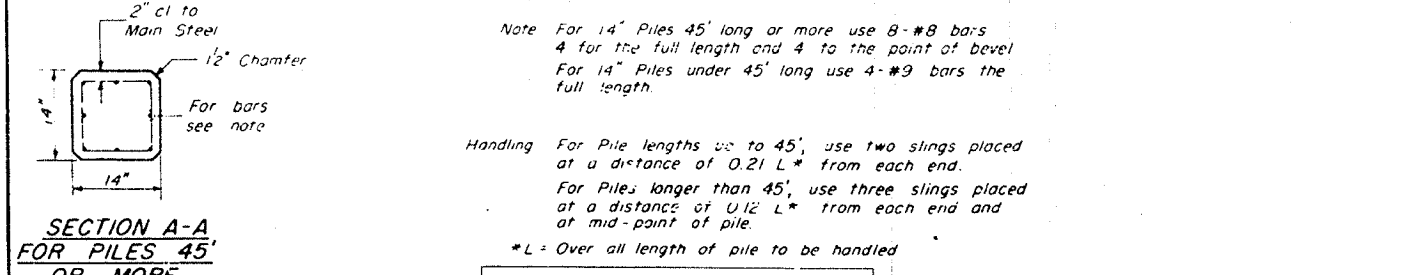 2" cl to
Main Steel
1/2" Chamfer
14"
For bars
see note
14"
SECTION A-A
FOR PILES 45'
OR MORE
Note For 14" Piles 45' long or more use 8-#8 bars
4 for the full length and 4 to the point of bevel
For 14" Piles under 45' long use 4-#9 bars the
full length.
Handling For Pile lengths up to 45', use two slings placed
at a distance of 0.21 L* from each end.
For Piles longer than 45', use three slings placed
at a distance of 0.12 L* from each end and
at mid-point of pile.
*L = Over all length of pile to be handled